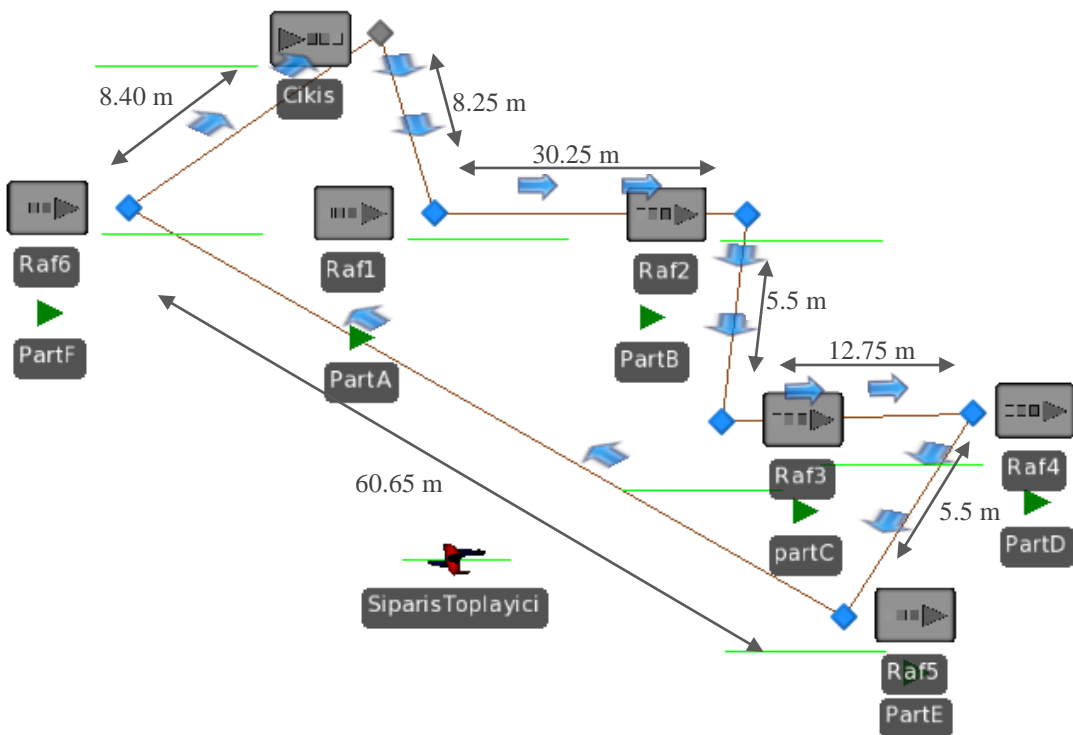 Cikis
8.40 m
8.25 m
30.25 m
Raf6
Raf1
Raf2
5.5 m
PartF
PartA
PartB
12.75 m
Raf3
Raf4
60.65 m
5.5 m
partC
PartD
SiparisToplayici
Raf5
PartE